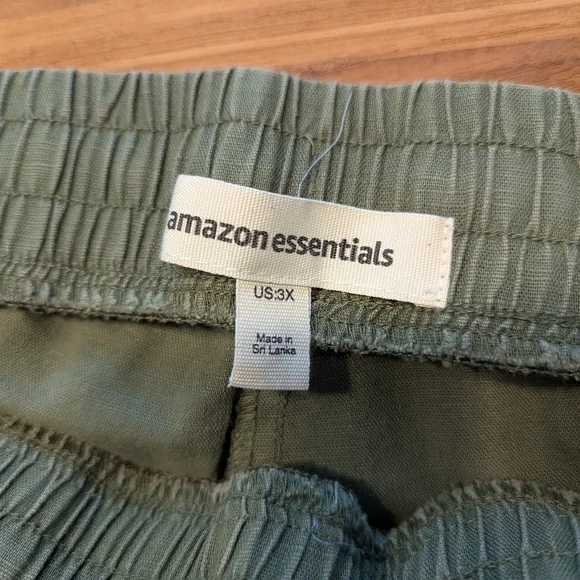 amazon essentials
US:3X
Made in
Sri Lanka